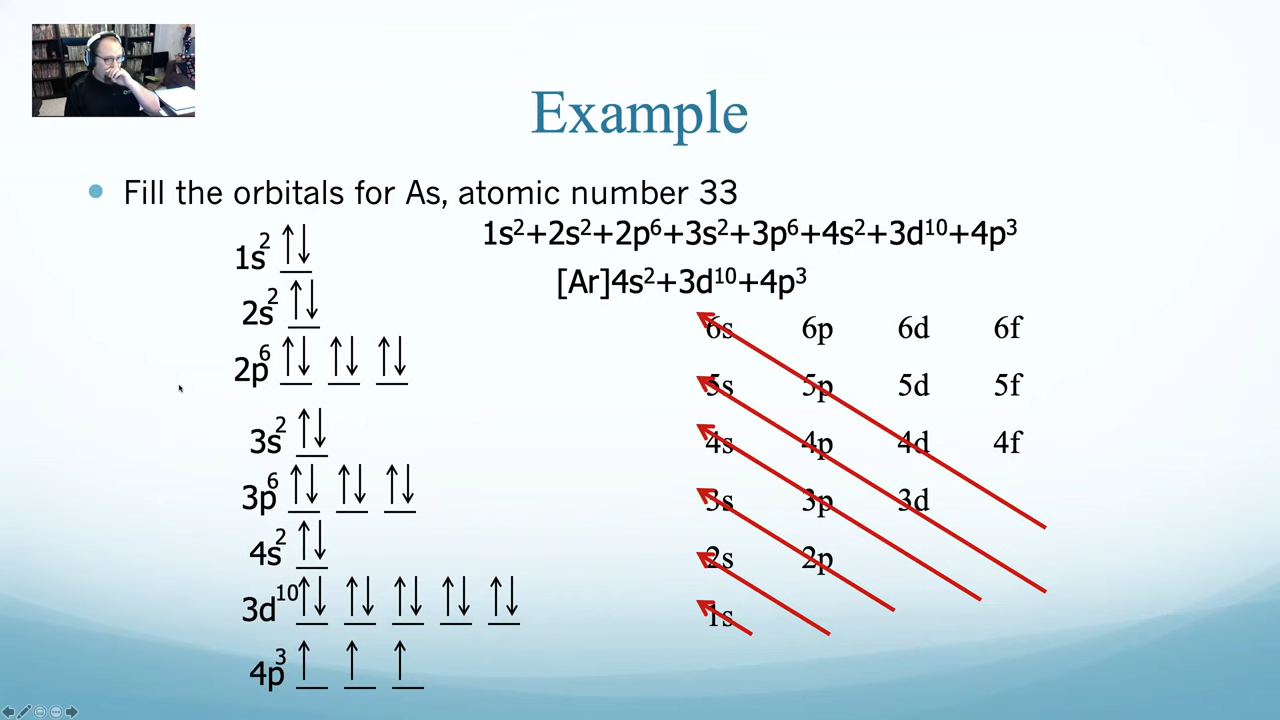 Example
• Fill the orbitals for As, atomic number 33
1s²+2s²+2p⁶+3s²+3p⁶+4s²+3d¹⁰+4p³
[Ar]4s²+3d¹⁰+4p³
1s² ↑↓
2s² ↑↓
2p⁶ ↑↓ ↑↓ ↑↓
3s² ↑↓
3p⁶ ↑↓ ↑↓ ↑↓
4s² ↑↓
3d¹⁰ ↑↓ ↑↓ ↑↓ ↑↓ ↑↓
4p³ ↑ ↑ ↑
6s 6p 6d 6f
5s 5p 5d 5f
4s 4p 4d 4f
3s 3p 3d
2s 2p
1s